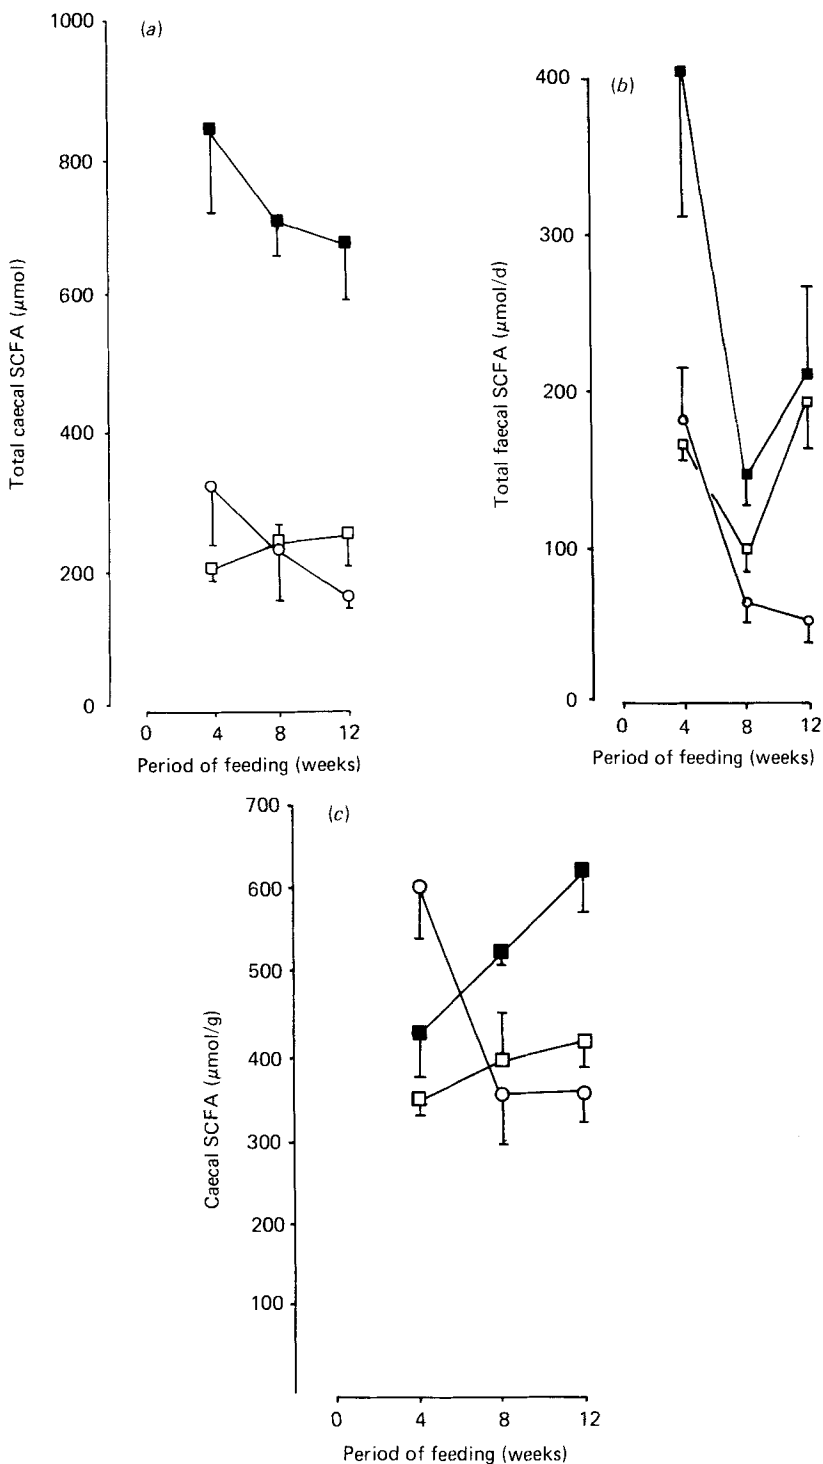 (a)
1000
800
600
400
200
0
Total caecal SCFA (μmol)
0 4 8 12
Period of feeding (weeks)
(b)
400
300
200
100
0
Total faecal SCFA (μmol/d)
0 4 8 12
Period of feeding (weeks)
(c)
700
600
500
400
300
200
100
Caecal SCFA (μmol/g)
0 4 8 12
Period of feeding (weeks)